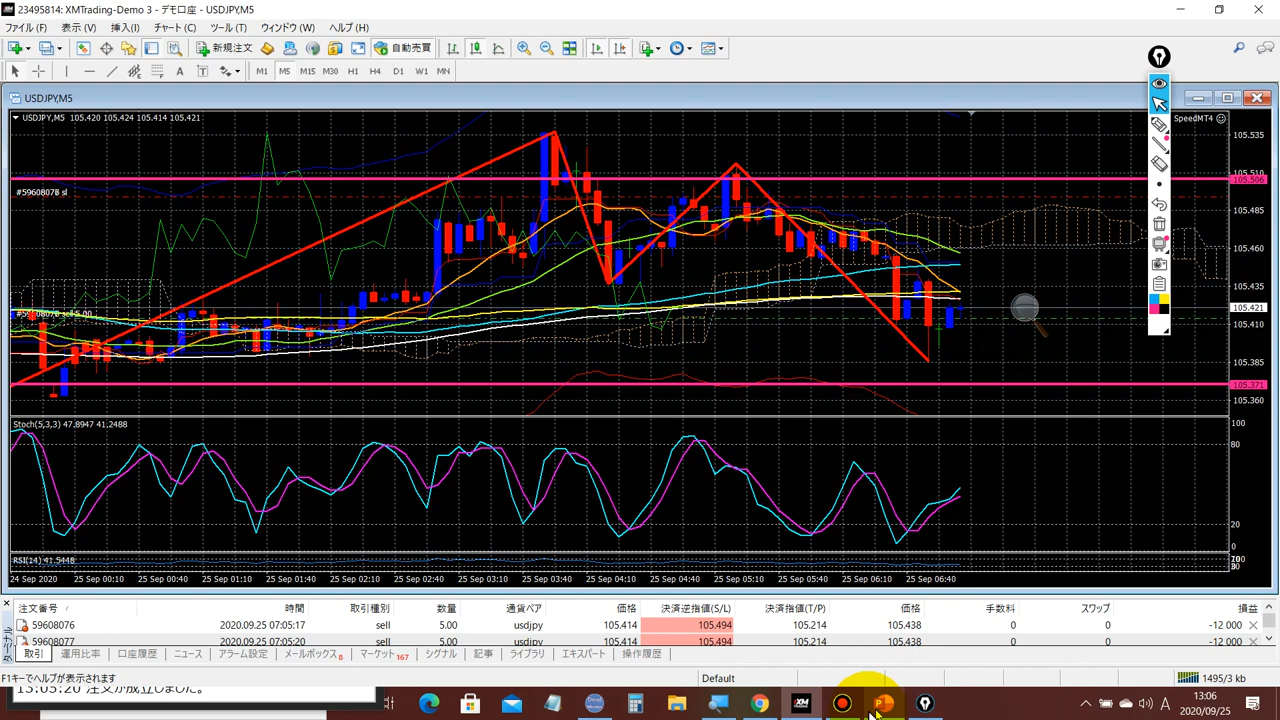 23495814: XMTrading-Demo 3 - デモ口座 - USDJPY,M5
ファイル (F) 表示 (V) 挿入(I) チャート (C) ツール (T) ウィンドウ (W) ヘルプ (H)
新規注文 自動売買
A T M1 M5 M15 M30 H1 H4 D1 W1 MN
USDJPY,M5
USDJPY,M5 105.420 105.424 105.414 105.421 SpeedMT4
105.535
105.510
105.506
#59608076 sl
105.485
105.460
105.435
105.421
105.410
105.385
105.371
105.360
Stoch(5,3,3) 47.8947 41.2488
100
80
20
0
RSI(14) 41.5448
24 Sep 2020 25 Sep 00:10 25 Sep 00:40 25 Sep 01:10 25 Sep 01:40 25 Sep 02:10 25 Sep 02:40 25 Sep 03:10 25 Sep 03:40 25 Sep 04:10 25 Sep 04:40 25 Sep 05:10 25 Sep 05:40 25 Sep 06:10 25 Sep 06:40
注文番号 / 時間 取引種別 数量 通貨ペア 価格 決済逆指値(S/L) 決済指値(T/P) 価格 手数料 スワップ 損益
59608076 2020.09.25 07:05:17 sell 5.00 usdjpy 105.414 105.494 105.214 105.438 0 0 -12 000
59608077 2020.09.25 07:05:20 sell 5.00 usdjpy 105.414 105.494 105.214 105.438 0 0 -12 000
取引 運用比率 口座履歴 ニュース アラーム設定 メールボックス 8 マーケット 167 シグナル 記事 ライブラリ エキスパート 操作履歴
F1キーでヘルプが表示されます Default 1495/3 kb
13:05:20 注文が成立しました。
13:06
2020/09/25